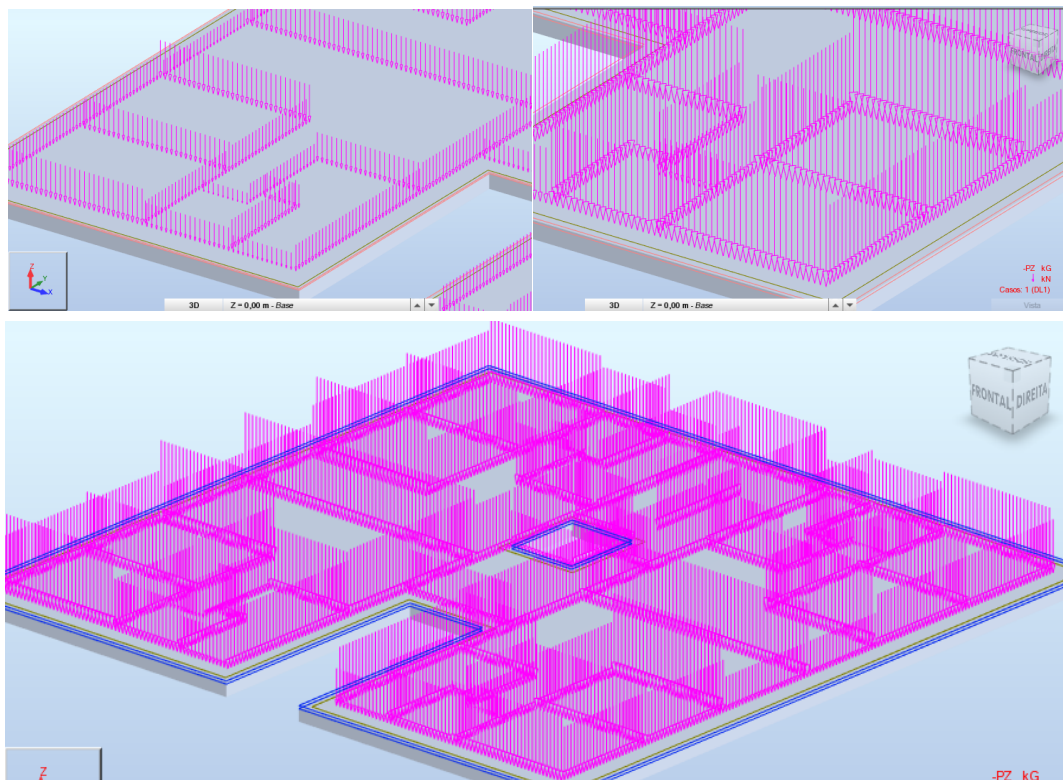 Z
Y
X
3D Z = 0,00 m - Base
FRONTAL
-PZ kG
kN
Casos: 1 (DL1)
3D Z = 0,00 m - Base
Vista
FRONTAL
DIREITA
Z
-PZ kG